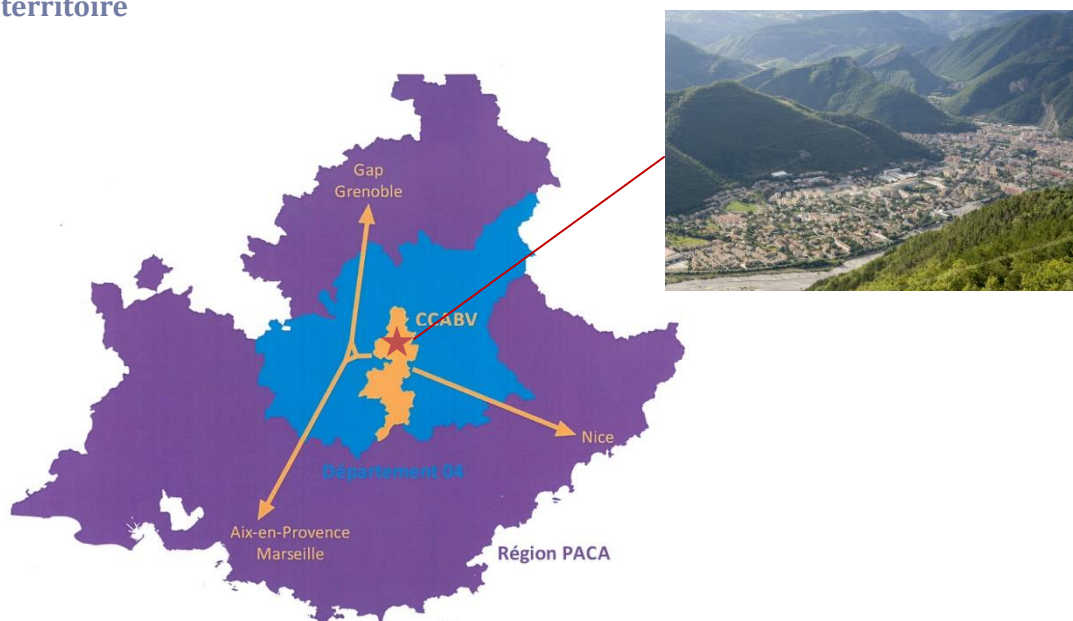 territoire
Gap
Grenoble
CCABV
Nice
Département 04
Aix-en-Provence
Marseille
Région PACA